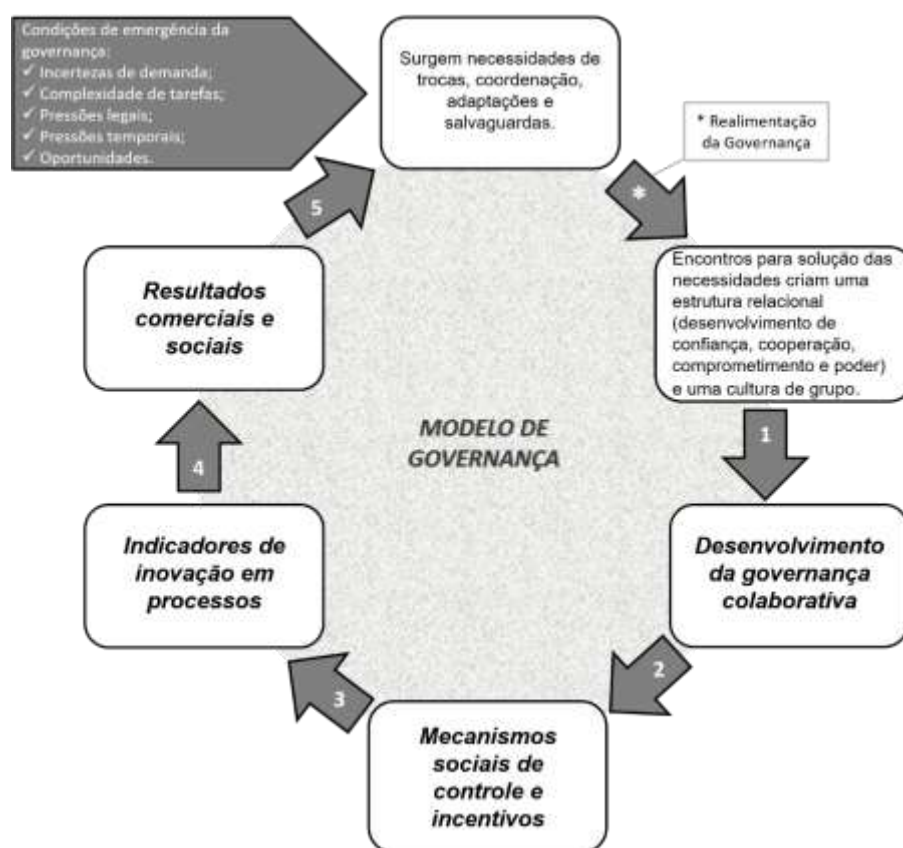 Condições de emergência da
governança:
✓ Incertezas de demanda;
✓ Complexidade de tarefas;
✓ Pressões legais;
✓ Pressões temporais;
✓ Oportunidades.
Surgem necessidades de
trocas, coordenação,
adaptações e
salvaguardas.
* Realimentação
da Governança
*
Encontros para solução das
necessidades criam uma
estrutura relacional
(desenvolvimento de
confiança, cooperação,
comprometimento e poder)
e uma cultura de grupo.
1
Desenvolvimento
da governança
colaborativa
2
Mecanismos
sociais de
controle e
incentivos
3
Indicadores de
inovação em
processos
4
Resultados
comerciais e
sociais
5
MODELO DE
GOVERNANÇA